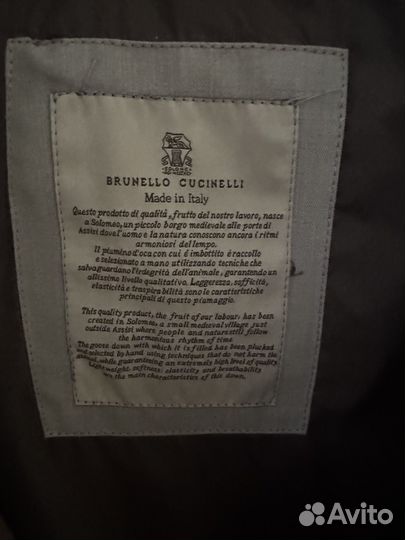 SOLOMEO
BRUNELLO CUCINELLI
Made in Italy
Questo prodotto di qualità, frutto del nostro lavoro, nasce
a Solomeo, un piccolo borgo medievale alle porte di
Assisi dove l'uomo e la natura conoscono ancora i ritmi
armoniosi del tempo.
Il piumino d'oca con cui è imbottito è raccolto
e selezionato a mano utilizzando tecniche che
salvaguardano l'integrità dell'animale, garantendo un
altissimo livello qualitativo. Leggerezza, sofficità,
elasticità e traspirabilità sono le caratteristiche
principali di questo piumaggio.
This quality product, the fruit of our labour has been
created in Solomeo, a small medieval village just
outside Assisi where people and nature still follow
the harmonious rhythm of time
The goose down with which it is filled has been plucked
and selected by hand using techniques that do not harm the
animal, while guaranteeing an extremely high level of quality.
Lightweight, softness, elasticity and breathability
the main characteristics of this down.
Avito